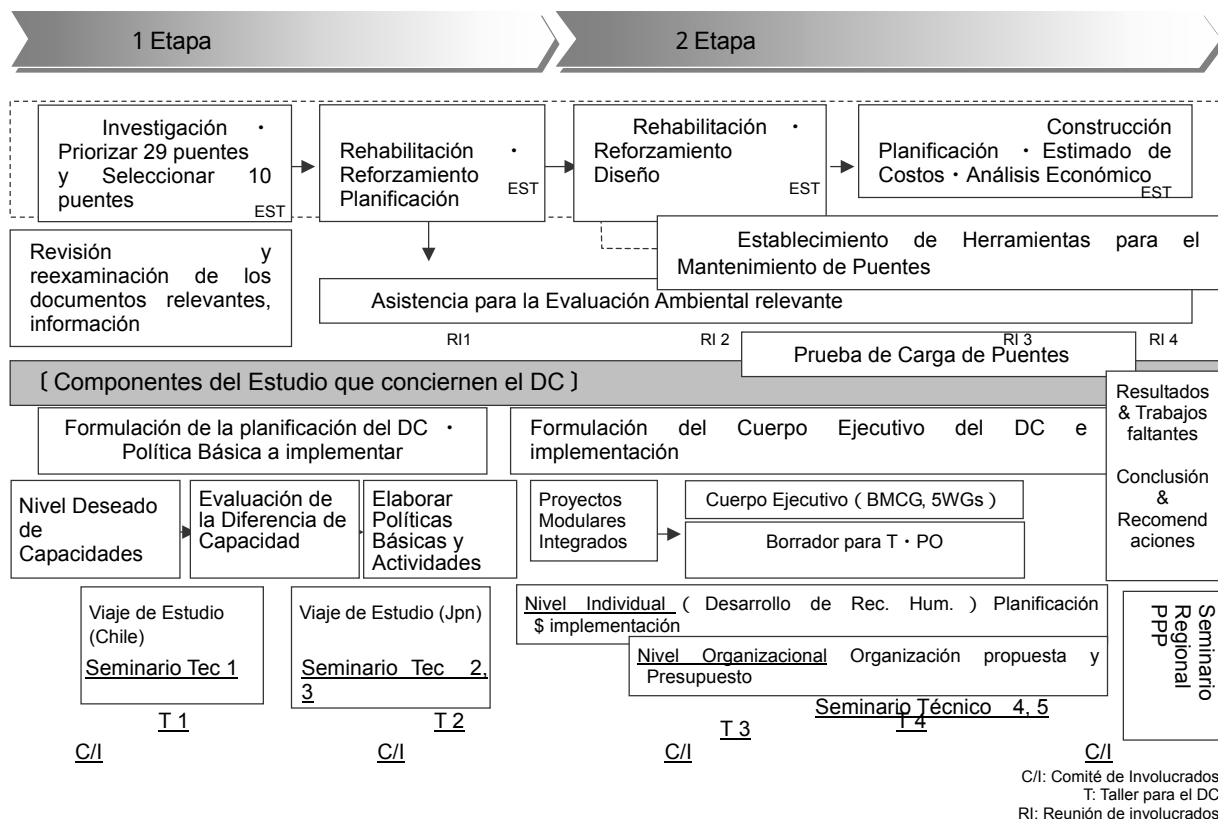 1 Etapa
2 Etapa
Investigación ・
Priorizar 29 puentes
y Seleccionar 10
puentes
EST
Rehabilitación ・
Reforzamiento
Planificación
EST
Rehabilitación ・
Reforzamiento
Diseño
EST
Construcción
Planificación ・Estimado de
Costos・Análisis Económico
EST
Revisión y
reexaminación de los
documentos relevantes,
información
Establecimiento de Herramientas para el
Mantenimiento de Puentes
Asistencia para la Evaluación Ambiental relevante
RI1
RI 2
RI 3
RI 4
Prueba de Carga de Puentes
〔 Componentes del Estudio que conciernen el DC 〕
Formulación de la planificación del DC ・
Política Básica a implementar
Formulación del Cuerpo Ejecutivo del DC e
implementación
Resultados
& Trabajos
faltantes
Conclusión
&
Recomend
aciones
Nivel Deseado
de
Capacidades
Evaluación de
la Diferencia de
Capacidad
Elaborar
Políticas
Básicas y
Actividades
Proyectos
Modulares
Integrados
Cuerpo Ejecutivo ( BMCG, 5WGs )
Borrador para T・PO
Viaje de Estudio
(Chile)
Seminario Tec 1
Viaje de Estudio (Jpn)
Seminario Tec 2,
3
Nivel Individual ( Desarrollo de Rec. Hum. ) Planificación
$ implementación
Nivel Organizacional Organización propuesta y
Presupuesto
Seminario
Regional
PPP
Seminario Técnico 4, 5
T 1
T 2
T 3
T 4
C/I
C/I
C/I
C/I
C/I: Comité de Involucrados
T: Taller para el DC
RI: Reunión de involucrados